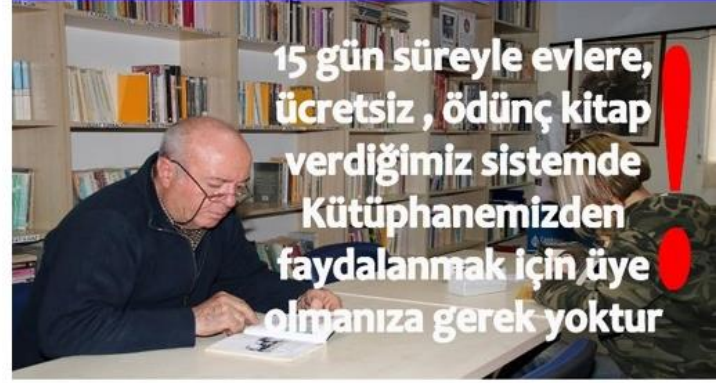 15 gün süreyle evlere,
ücretsiz , ödünç kitap
verdiğimiz sistemde
Kütüphanemizden
faydalanmak için üye
olmanıza gerek yoktur
!